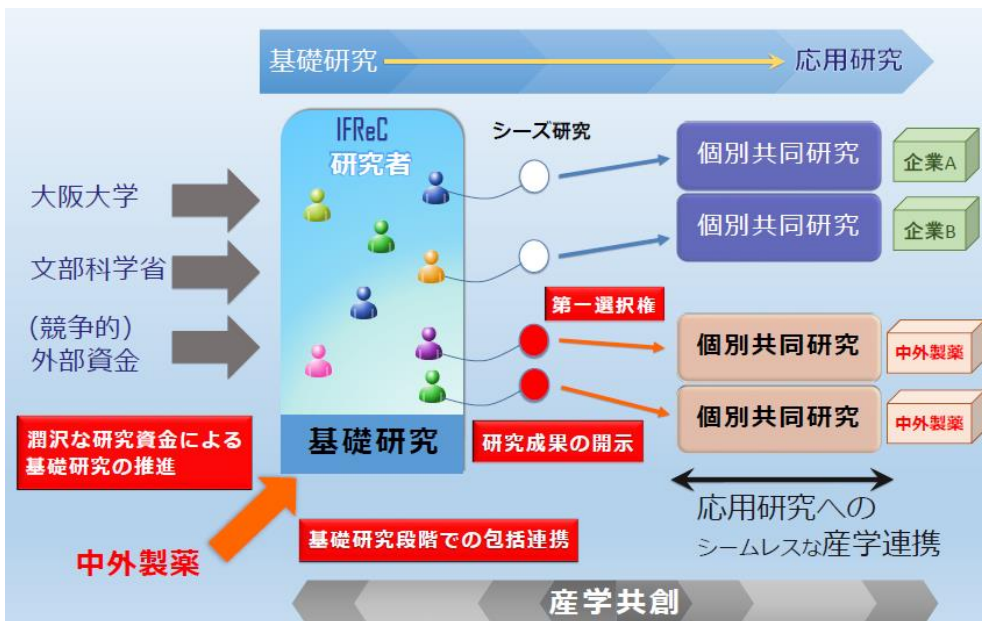 基礎研究
応用研究
IFReC
研究者
シーズ研究
個別共同研究
企業A
個別共同研究
企業B
大阪大学
文部科学省
(競争的)
外部資金
第一選択権
個別共同研究
中外製薬
個別共同研究
中外製薬
基礎研究
研究成果の開示
潤沢な研究資金による
基礎研究の推進
中外製薬
基礎研究段階での包括連携
応用研究への
シームレスな産学連携
産学共創